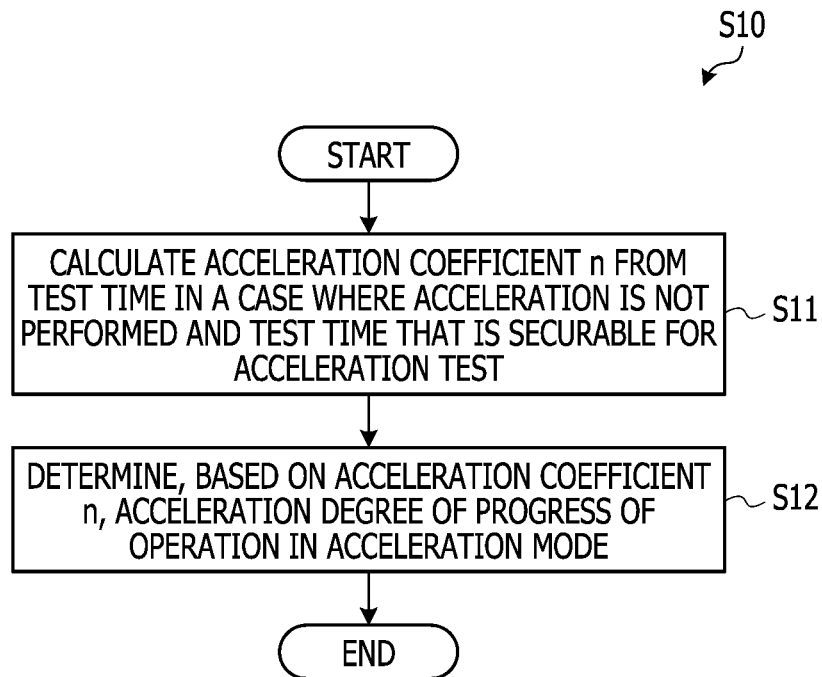 S10
START
CALCULATE ACCELERATION COEFFICIENT n FROM
TEST TIME IN A CASE WHERE ACCELERATION IS NOT
PERFORMED AND TEST TIME THAT IS SECURABLE FOR
ACCELERATION TEST
S11
DETERMINE, BASED ON ACCELERATION COEFFICIENT
n, ACCELERATION DEGREE OF PROGRESS OF
OPERATION IN ACCELERATION MODE
S12
END